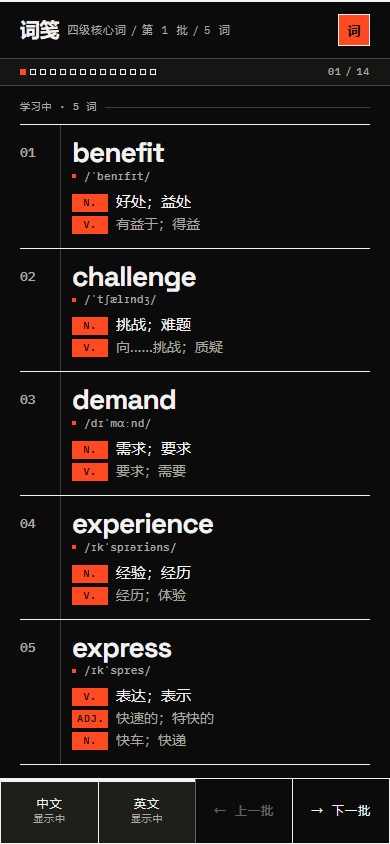 词笺 四级核心词 / 第 1 批 / 5 词 词
01 / 14
学习中 · 5 词
01 benefit
/ˈbenɪfɪt/
N. 好处；益处
V. 有益于；得益
02 challenge
/ˈtʃælɪndʒ/
N. 挑战；难题
V. 向……挑战；质疑
03 demand
/dɪˈmɑːnd/
N. 需求；要求
V. 要求；需要
04 experience
/ɪkˈspɪəriəns/
N. 经验；经历
V. 经历；体验
05 express
/ɪkˈspres/
V. 表达；表示
ADJ. 快速的；特快的
N. 快车；快递
中文 英文 ← 上一批 → 下一批
显示中 显示中